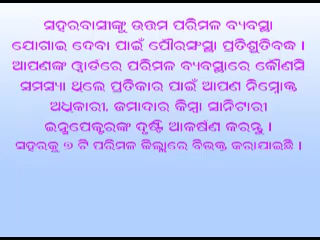 ସହରବାସୀଙ୍କୁ ଉତ୍ତମ ପରିମଳ ବ୍ୟବସ୍ଥା
ଯୋଗାଇ ଦେବା ପାଇଁ ପୌରସଂସ୍ଥା ପ୍ରତିଶୃତିବଦ୍ଧ ।
ଆପଣଙ୍କ ୱାର୍ଡରେ ପରିମଳ ବ୍ୟବସ୍ଥାରେ କୌଣସି
ସମସ୍ୟା ଥିଲେ ପ୍ରତିକାର ପାଇଁ ଆପଣ ନିମ୍ନୋକ୍ତ
ଅଧିକାରୀ, ଜମାଦାର କିମ୍ବା ସାନିଟାରୀ
ଇନ୍ସପେକ୍ଟରଙ୍କ ଦୃଷ୍ଟି ଆକର୍ଷଣ କରନ୍ତୁ ।
ସହରକୁ ୭ ଟି ପରିମଳ ଜିଲ୍ଲାରେ ବିଭକ୍ତ କରାଯାଇଛି ।